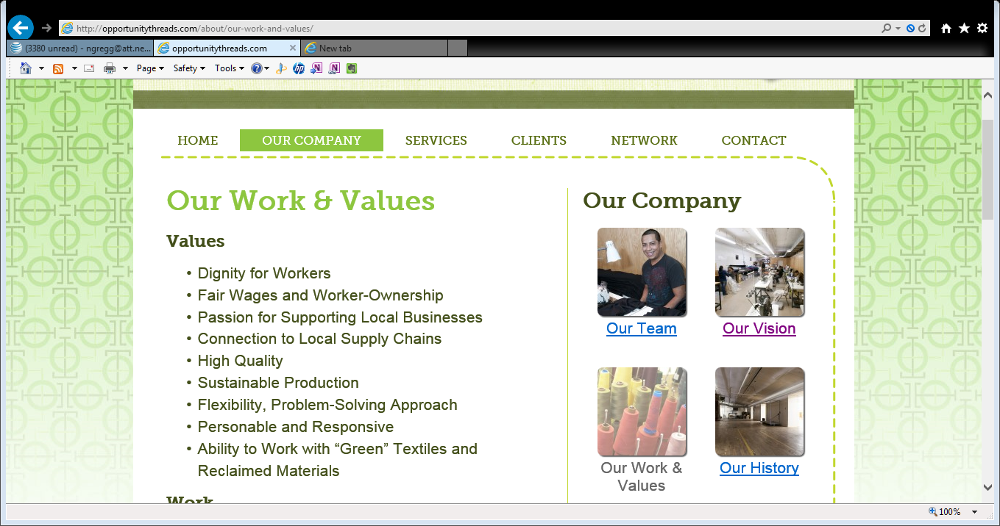 http://opportunitythreads.com/about/our-work-and-values/
(3380 unread) - ngregg@att.ne...
opportunitythreads.com
New tab
Page
Safety
Tools
HOME
OUR COMPANY
SERVICES
CLIENTS
NETWORK
CONTACT
Our Work & Values
Values
• Dignity for Workers
• Fair Wages and Worker-Ownership
• Passion for Supporting Local Businesses
• Connection to Local Supply Chains
• High Quality
• Sustainable Production
• Flexibility, Problem-Solving Approach
• Personable and Responsive
• Ability to Work with “Green” Textiles and
Reclaimed Materials
Work
Our Company
Our Team
Our Vision
Our Work &
Values
Our History
100%